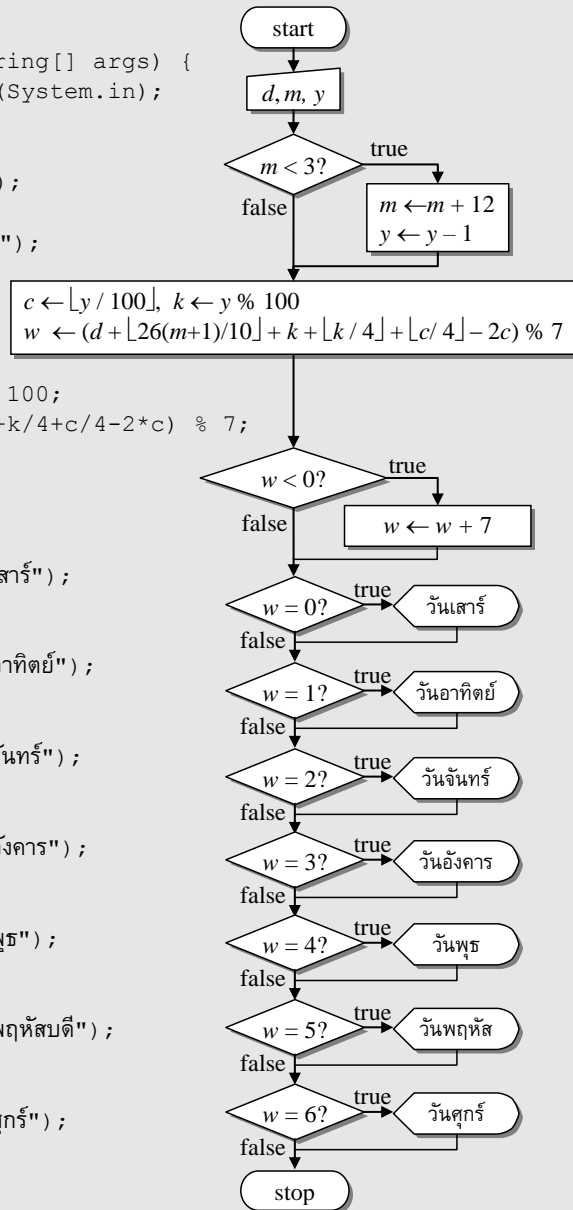 start
ring[] args) {
(System.in);
d, m, y
m < 3?
true
);
false
m ← m + 12
y ← y – 1
");
c ← ⌊y / 100⌋, k ← y % 100
w ← (d + ⌊26(m+1)/10⌋ + k + ⌊k / 4⌋ + ⌊c/ 4⌋ – 2c) % 7
100;
+k/4+c/4-2*c) % 7;
w < 0?
true
false
w ← w + 7
สาร์");
w = 0?
true
วันเสาร์
false
อาทิตย์");
w = 1?
true
วันอาทิตย์
false
จันทร์");
w = 2?
true
วันจันทร์
false
อังคาร");
w = 3?
true
วันอังคาร
false
พุธ");
w = 4?
true
วันพุธ
false
พฤหัสบดี");
w = 5?
true
วันพฤหัส
false
ศุกร์");
w = 6?
true
วันศุกร์
false
stop